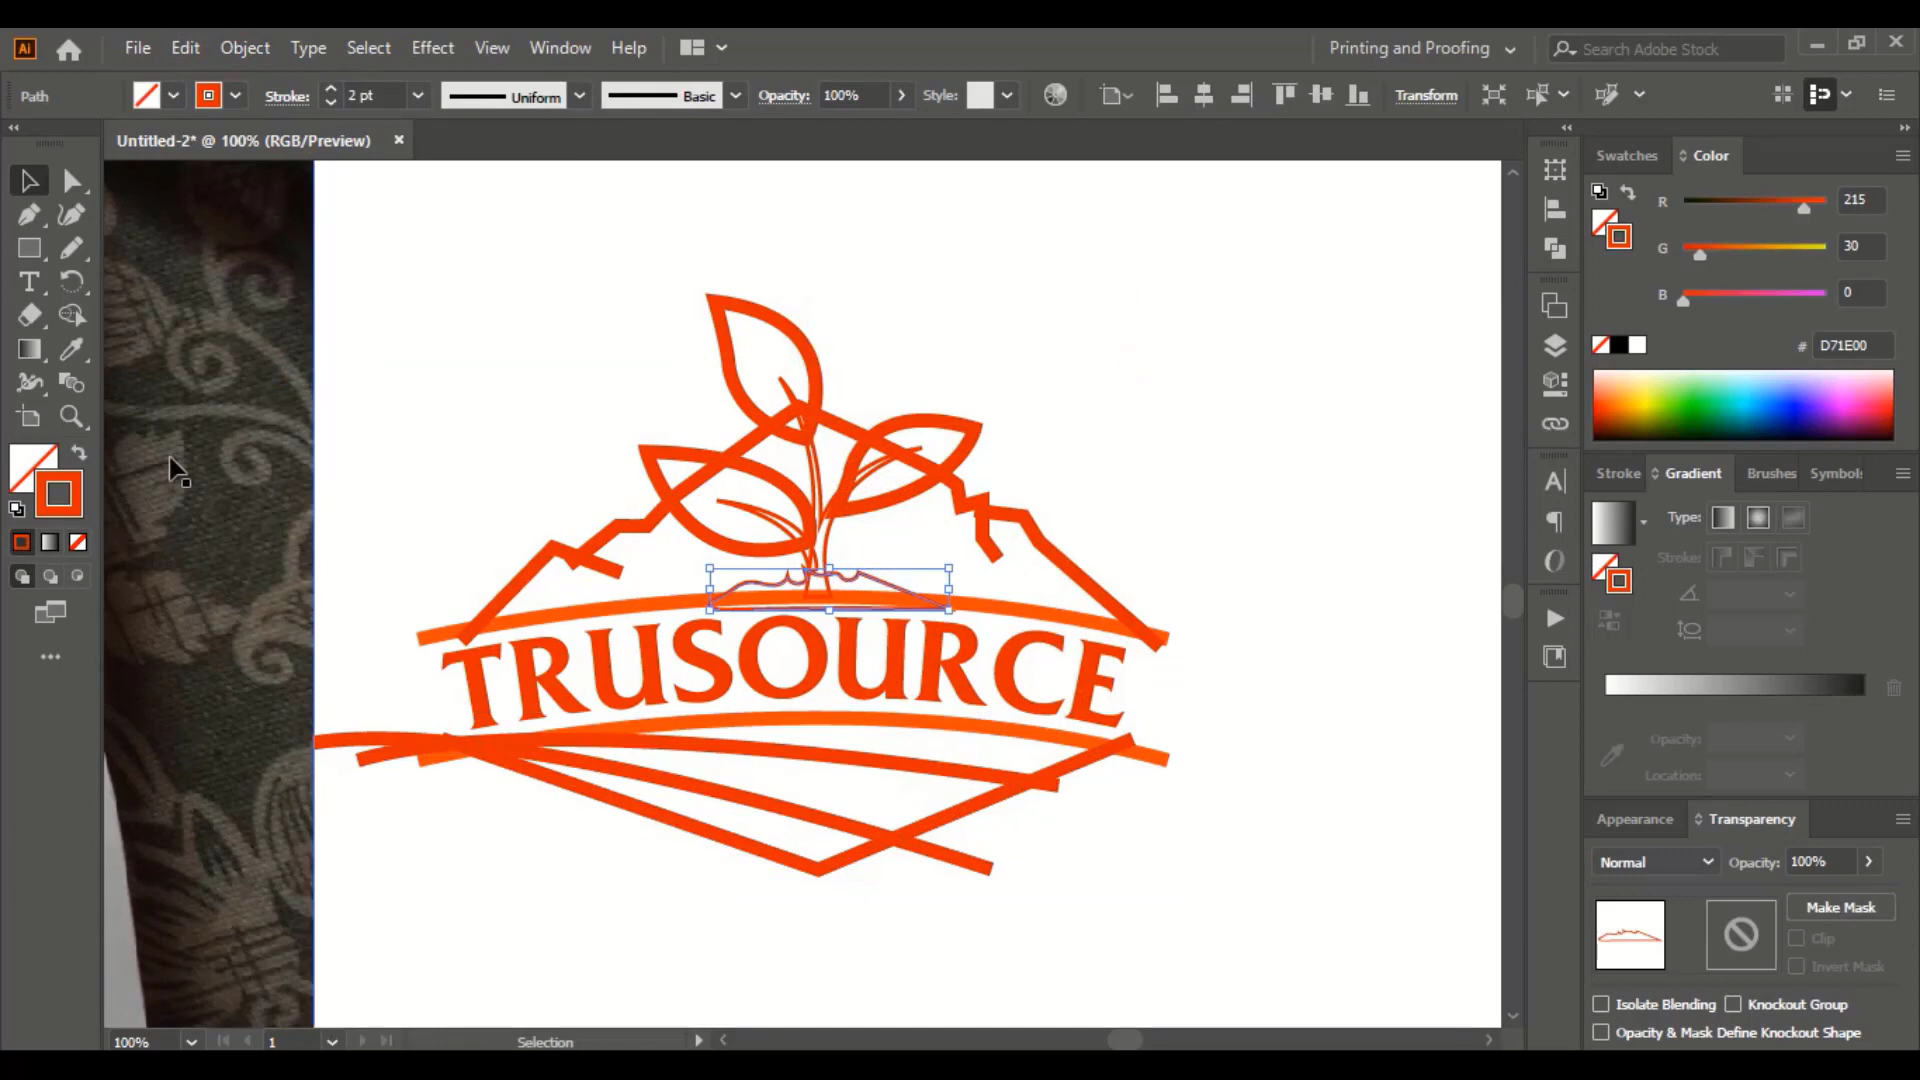 Ai File Edit Object Type Select Effect View Window Help Printing and Proofing Search Adobe Stock
Path Stroke: 2 pt Uniform Basic Opacity: 100% Style: Transform
Untitled-2* @ 100% (RGB/Preview)
Swatches Color
R 215
G 30
B 0
# D71E00
Stroke Gradient Brushes Symbol
Type:
Stroke:
TRUSOURCE
Opacity:
Location:
Appearance Transparency
Normal Opacity: 100%
Make Mask
Clip
Invert Mask
Isolate Blending Knockout Group
Opacity & Mask Define Knockout Shape
100% 1 Selection